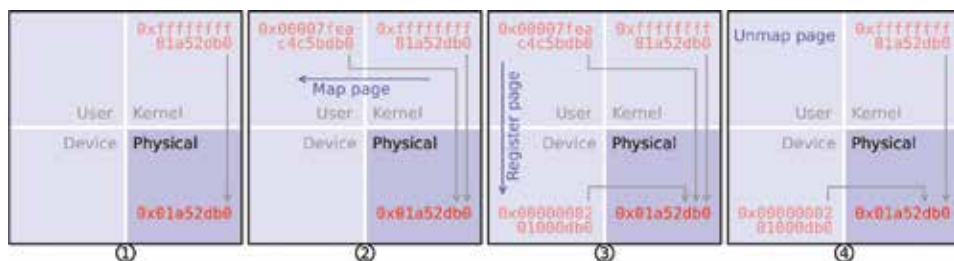 0xffffffff
81a52db0
User Kernel
Device Physical
0x01a52db0
①
0x00007fea 0xffffffff
c4c5bdb0 81a52db0
Map page
User Kernel
Device Physical
0x01a52db0
②
0x00007fea 0xffffffff
c4c5bdb0 81a52db0
Register page
User Kernel
Device Physical
0x00000002 0x01a52db0
01000db0
③
Unmap page
0xffffffff
81a52db0
User Kernel
Device Physical
0x00000002 0x01a52db0
01000db0
④